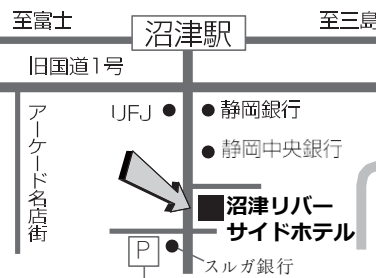 至富士
沼津駅
至三島
旧国道1号
アーケード名店街
UFJ
静岡銀行
静岡中央銀行
沼津リバー
サイドホテル
P
スルガ銀行